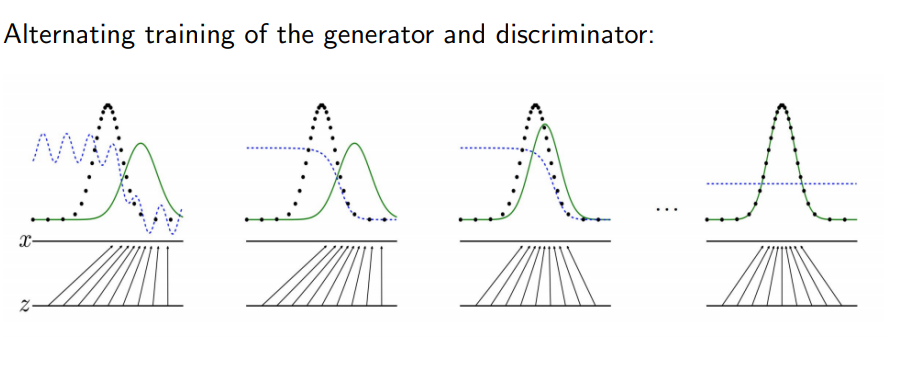 Alternating training of the generator and discriminator:
...
x
z